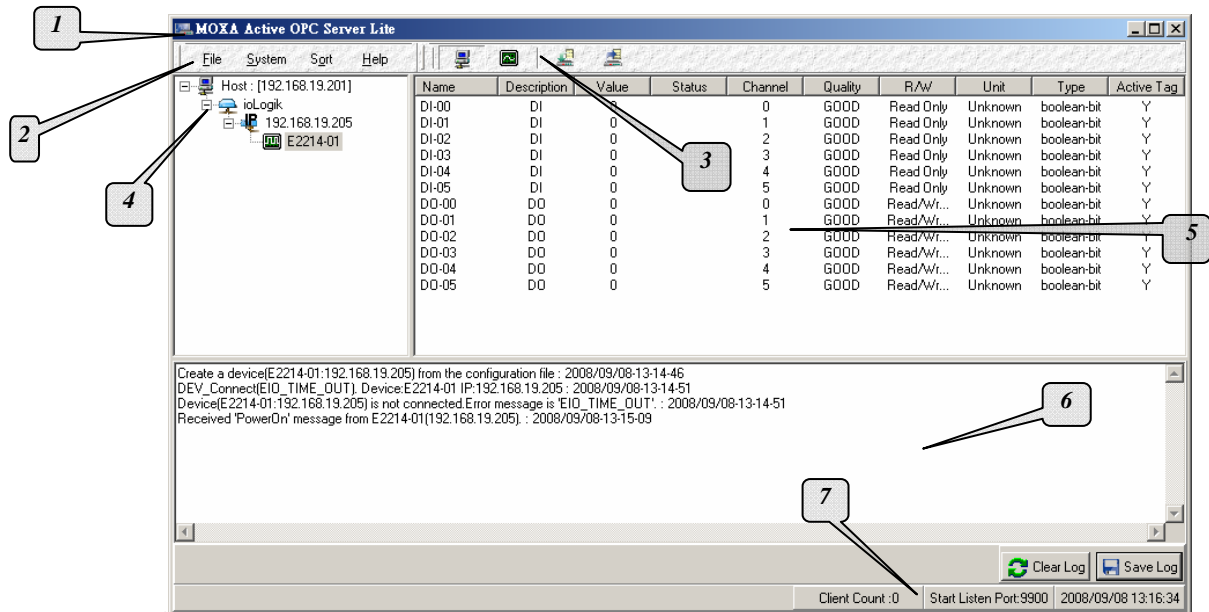 1
MOXA Active OPC Server Lite
2
File System Sort Help
3
4
Host : [192.168.19.201]
ioLogik
IP 192.168.19.205
E2214-01
Name Description Value Status Channel Quality R/W Unit Type Active Tag
DI-00 DI 0 0 GOOD Read Only Unknown boolean-bit Y
DI-01 DI 0 1 GOOD Read Only Unknown boolean-bit Y
DI-02 DI 0 2 GOOD Read Only Unknown boolean-bit Y
DI-03 DI 0 3 GOOD Read Only Unknown boolean-bit Y
DI-04 DI 0 4 GOOD Read Only Unknown boolean-bit Y
DI-05 DI 0 5 GOOD Read Only Unknown boolean-bit Y
DO-00 DO 0 0 GOOD Read/Wr... Unknown boolean-bit Y
DO-01 DO 0 1 GOOD Read/Wr... Unknown boolean-bit Y
DO-02 DO 0 2 GOOD Read/Wr... Unknown boolean-bit Y
DO-03 DO 0 3 GOOD Read/Wr... Unknown boolean-bit Y
DO-04 DO 0 4 GOOD Read/Wr... Unknown boolean-bit Y
DO-05 DO 0 5 GOOD Read/Wr... Unknown boolean-bit Y
5
Create a device(E2214-01:192.168.19.205) from the configuration file : 2008/09/08-13-14-46
DEV_Connect(EIO_TIME_OUT). Device:E2214-01 IP:192.168.19.205 : 2008/09/08-13-14-51
Device(E2214-01:192.168.19.205) is not connected.Error message is 'EIO_TIME_OUT'. : 2008/09/08-13-14-51
Received 'PowerOn' message from E2214-01(192.168.19.205). : 2008/09/08-13-15-09
6
7
Clear Log Save Log
Client Count :0 Start Listen Port:9900 2008/09/08 13:16:34